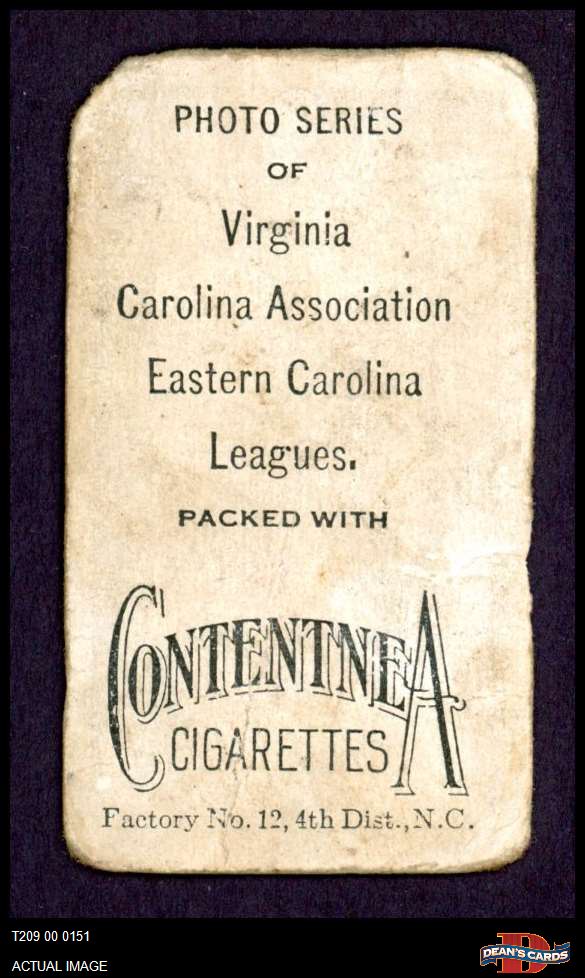 PHOTO SERIES
OF
Virginia
Carolina Association
Eastern Carolina
Leagues.
PACKED WITH
CONTENTNEA
CIGARETTES
Factory No. 12, 4th Dist., N.C.
T209 00 0151
ACTUAL IMAGE
DEAN'S CARDS